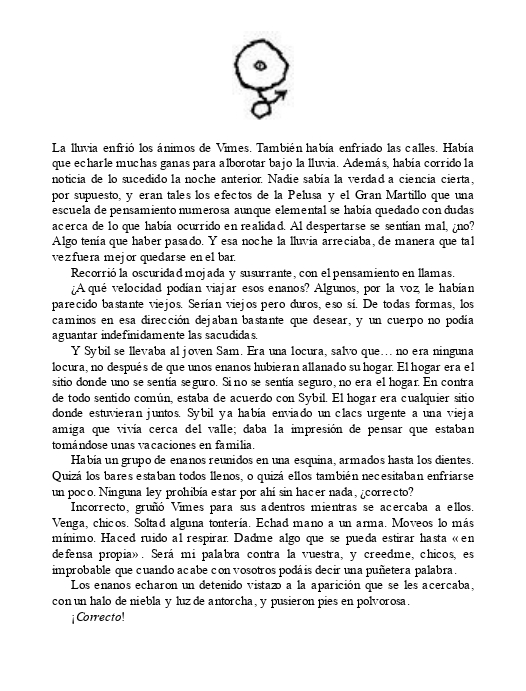 La lluvia enfrió los ánimos de Vimes. También había enfriado las calles. Había
que echarle muchas ganas para alborotar bajo la lluvia. Además, había corrido la
noticia de lo sucedido la noche anterior. Nadie sabía la verdad a ciencia cierta,
por supuesto, y eran tales los efectos de la Pelusa y el Gran Martillo que una
escuela de pensamiento numerosa aunque elemental se había quedado con dudas
acerca de lo que había ocurrido en realidad. Al despertarse se sentían mal, ¿no?
Algo tenía que haber pasado. Y esa noche la lluvia arreciaba, de manera que tal
vez fuera mejor quedarse en el bar.
Recorrió la oscuridad mojada y susurrante, con el pensamiento en llamas.
¿A qué velocidad podían viajar esos enanos? Algunos, por la voz, le habían
parecido bastante viejos. Serían viejos pero duros, eso sí. De todas formas, los
caminos en esa dirección dejaban bastante que desear, y un cuerpo no podía
aguantar indefinidamente las sacudidas.
Y Sybil se llevaba al joven Sam. Era una locura, salvo que… no era ninguna
locura, no después de que unos enanos hubieran allanado su hogar. El hogar era el
sitio donde uno se sentía seguro. Si no se sentía seguro, no era el hogar. En contra
de todo sentido común, estaba de acuerdo con Sybil. El hogar era cualquier sitio
donde estuvieran juntos. Sybil ya había enviado un clacs urgente a una vieja
amiga que vivía cerca del valle; daba la impresión de pensar que estaban
tomándose unas vacaciones en familia.
Había un grupo de enanos reunidos en una esquina, armados hasta los dientes.
Quizá los bares estaban todos llenos, o quizá ellos también necesitaban enfriarse
un poco. Ninguna ley prohibía estar por ahí sin hacer nada, ¿correcto?
Incorrecto, gruñó Vimes para sus adentros mientras se acercaba a ellos.
Venga, chicos. Soltad alguna tontería. Echad mano a un arma. Moveos lo más
mínimo. Haced ruido al respirar. Dadme algo que se pueda estirar hasta «en
defensa propia». Será mi palabra contra la vuestra, y creedme, chicos, es
improbable que cuando acabe con vosotros podáis decir una puñetera palabra.
Los enanos echaron un detenido vistazo a la aparición que se les acercaba,
con un halo de niebla y luz de antorcha, y pusieron pies en polvorosa.
¡Correcto!